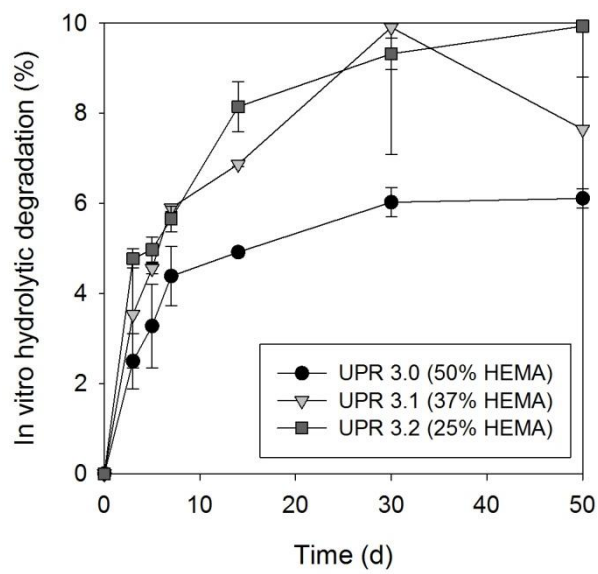 In vitro hydrolytic degradation (%)
10
8
6
4
2
0
UPR 3.0 (50% HEMA)
UPR 3.1 (37% HEMA)
UPR 3.2 (25% HEMA)
0 10 20 30 40 50
Time (d)